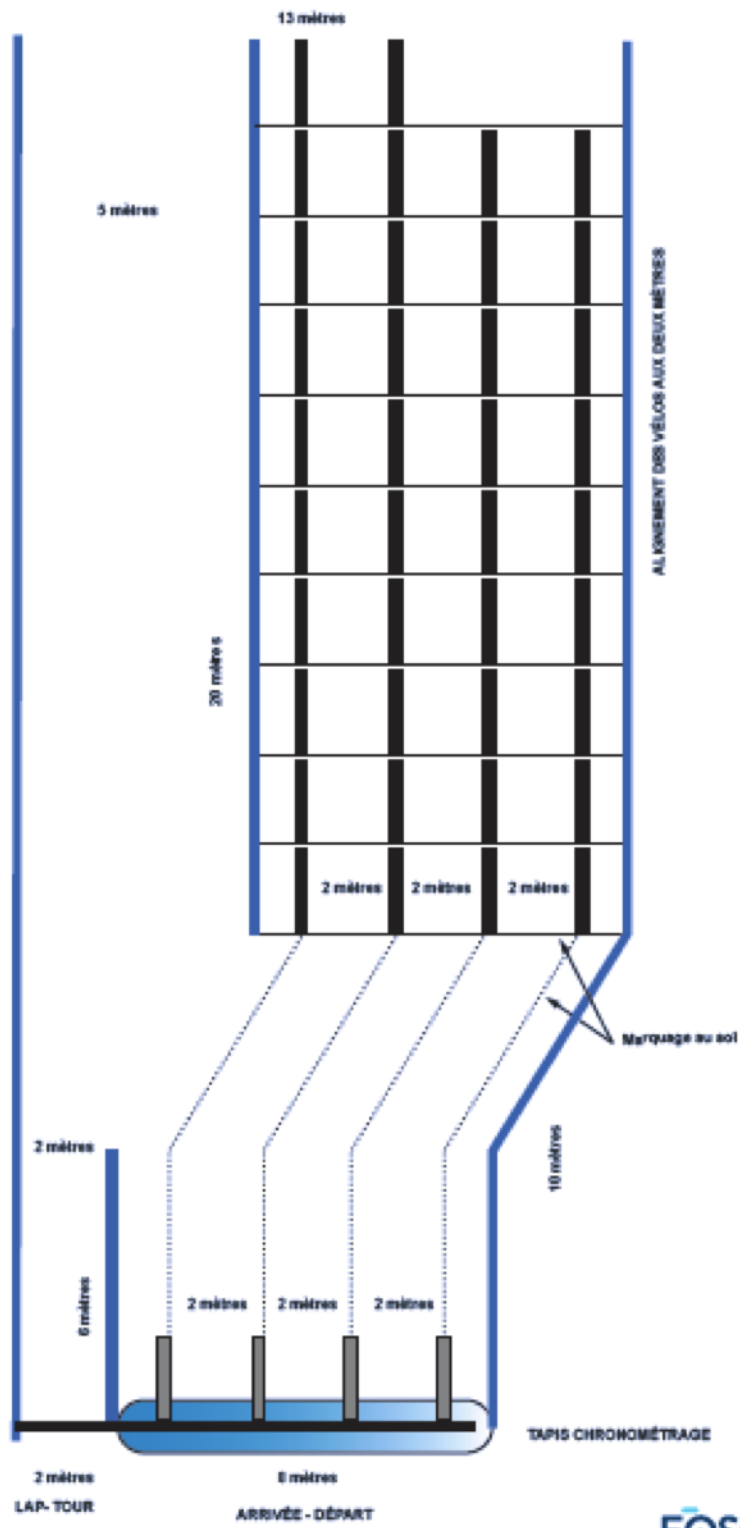 13 mètres
5 mètres
ALIGNEMENT DES VÉLOS AUX DEUX MÈTRES
20 mètres
2 mètres
2 mètres
2 mètres
Marquage au sol
2 mètres
10 mètres
6 mètres
2 mètres
2 mètres
2 mètres
TAPIS CHRONOMÉTRAGE
2 mètres
8 mètres
LAP- TOUR
ARRIVÉE - DÉPART